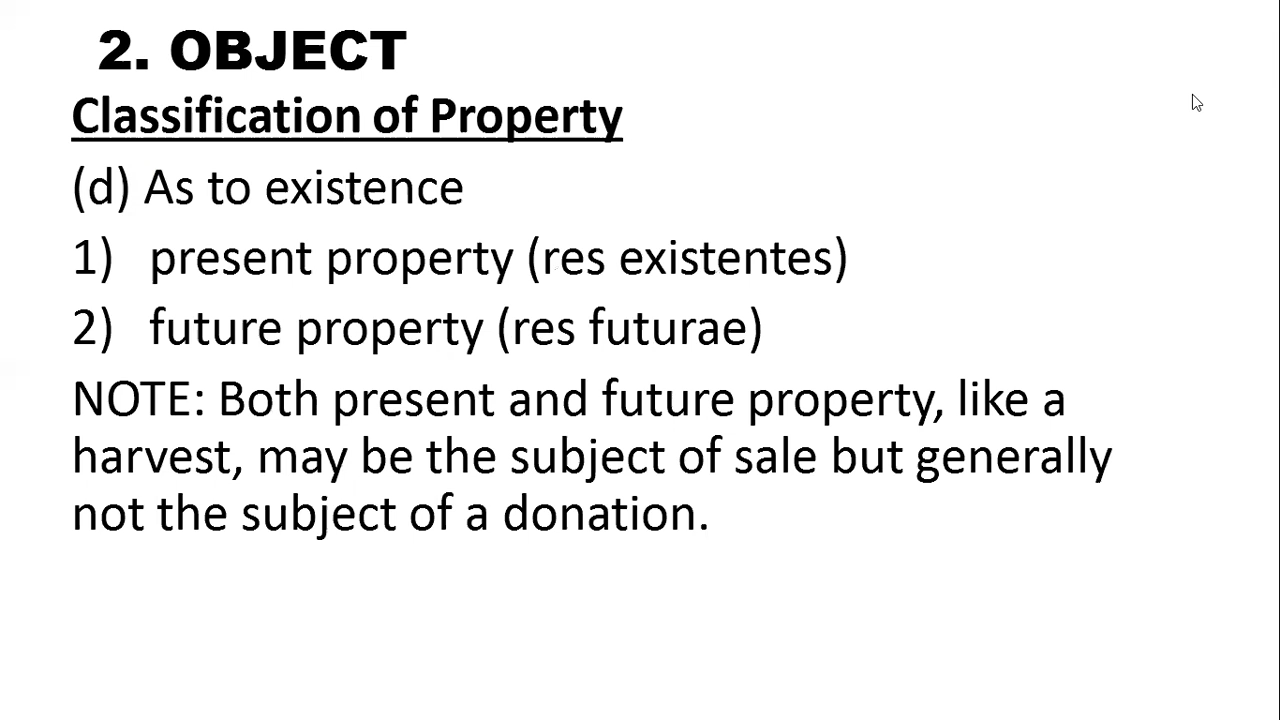 2. OBJECT
Classification of Property
(d) As to existence
1) present property (res existentes)
2) future property (res futurae)
NOTE: Both present and future property, like a
harvest, may be the subject of sale but generally
not the subject of a donation.